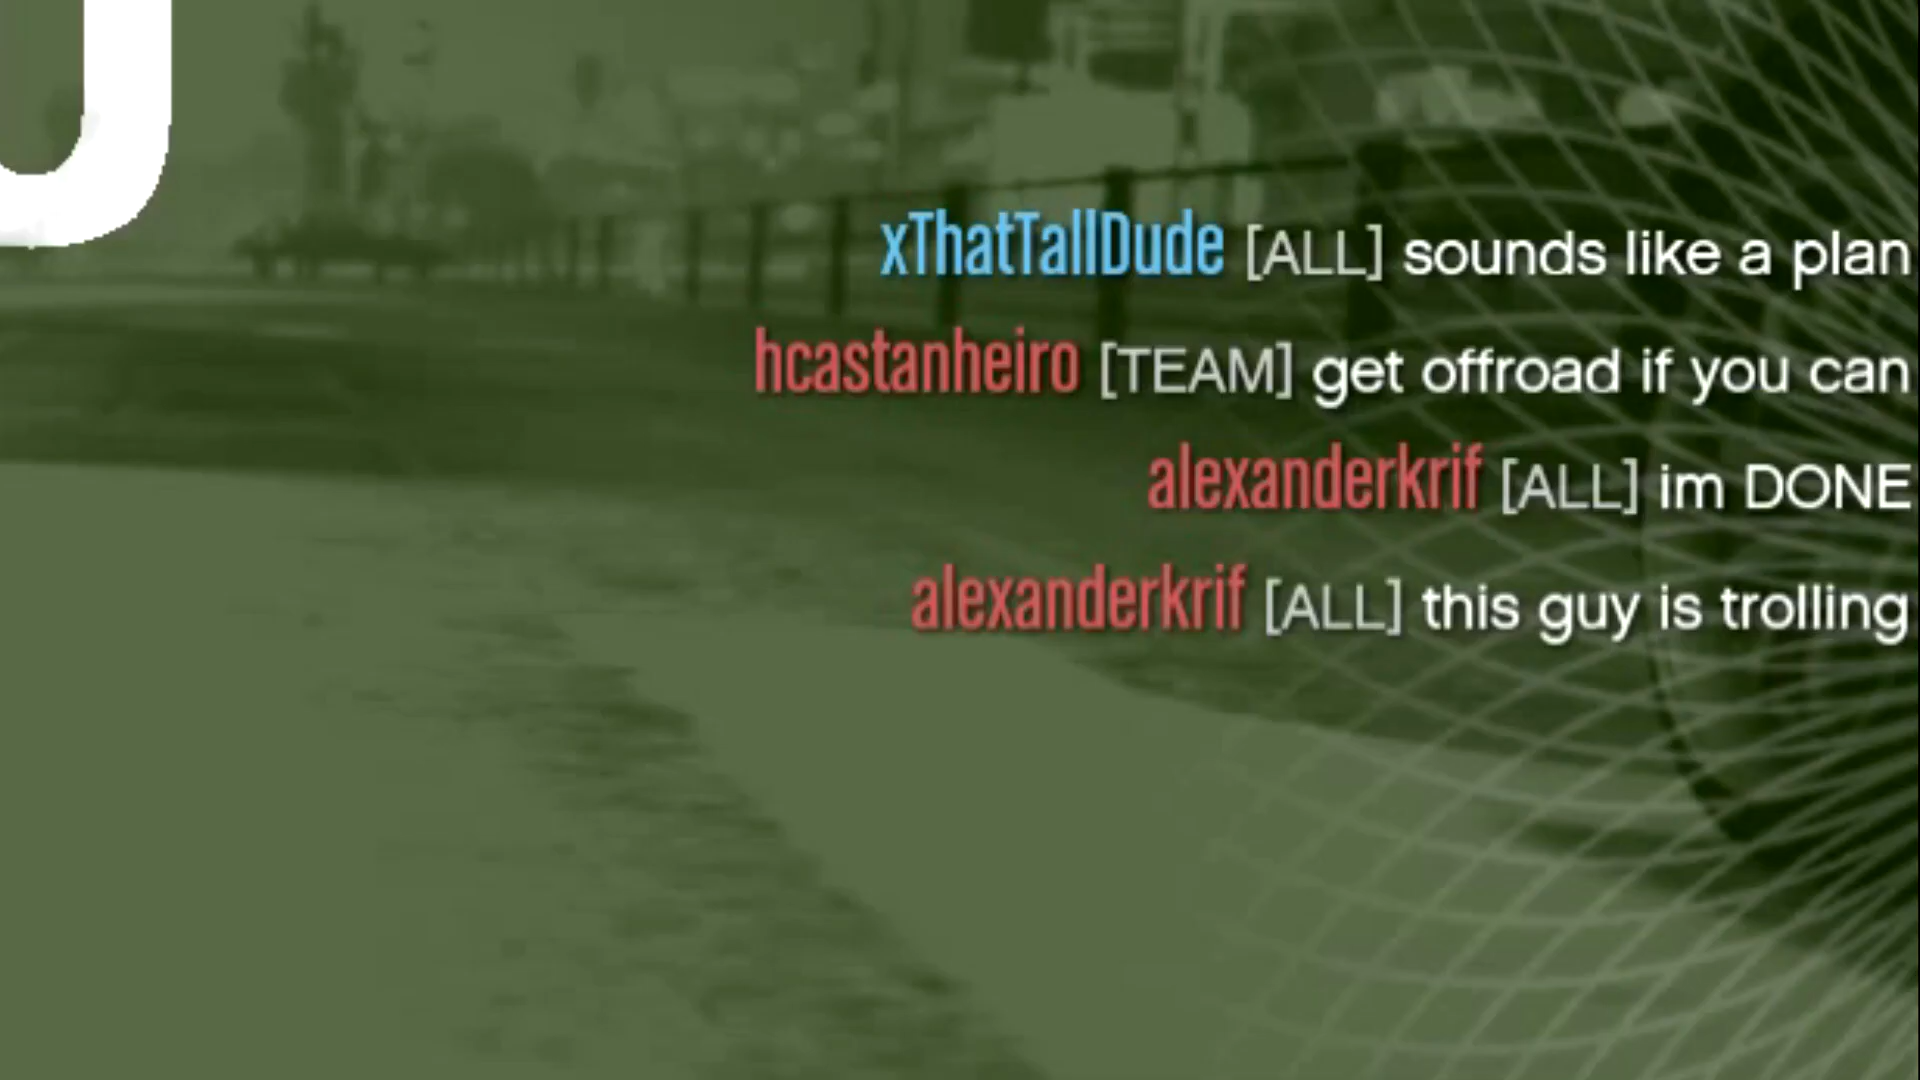 xThatTallDude [ALL] sounds like a plan
hcastanheiro [TEAM] get offroad if you can
alexanderkrif [ALL] im DONE
alexanderkrif [ALL] this guy is trolling